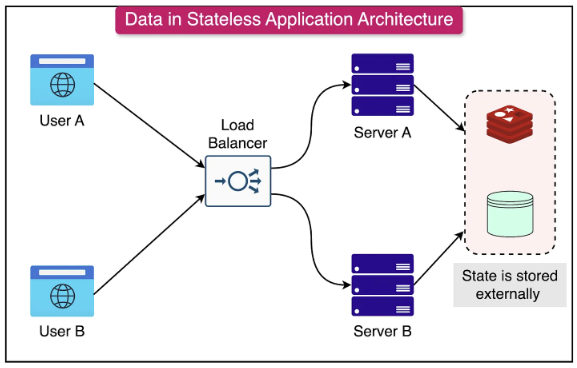 Data in Stateless Application Architecture
User A
Load
Balancer
Server A
User B
Server B
State is stored
externally